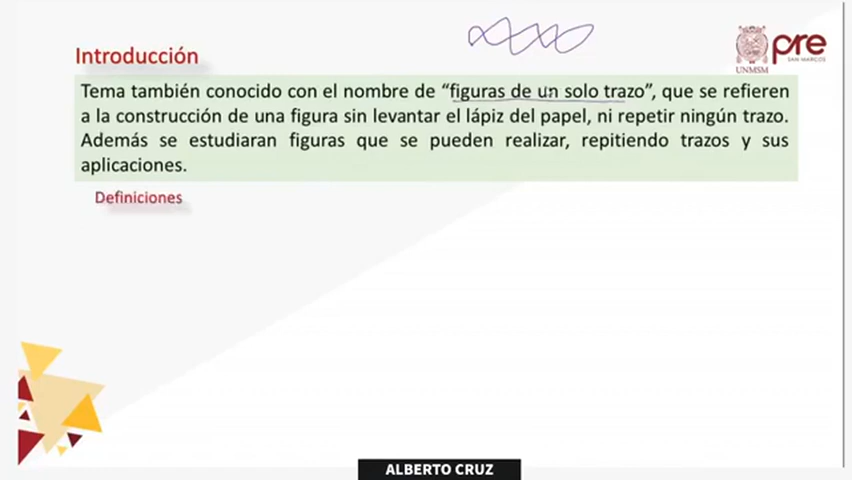 Introducción
pre
SAN MARCOS
UNMSM
Tema también conocido con el nombre de “figuras de un solo trazo”, que se refieren
a la construcción de una figura sin levantar el lápiz del papel, ni repetir ningún trazo.
Además se estudiaran figuras que se pueden realizar, repitiendo trazos y sus
aplicaciones.
Definiciones
ALBERTO CRUZ